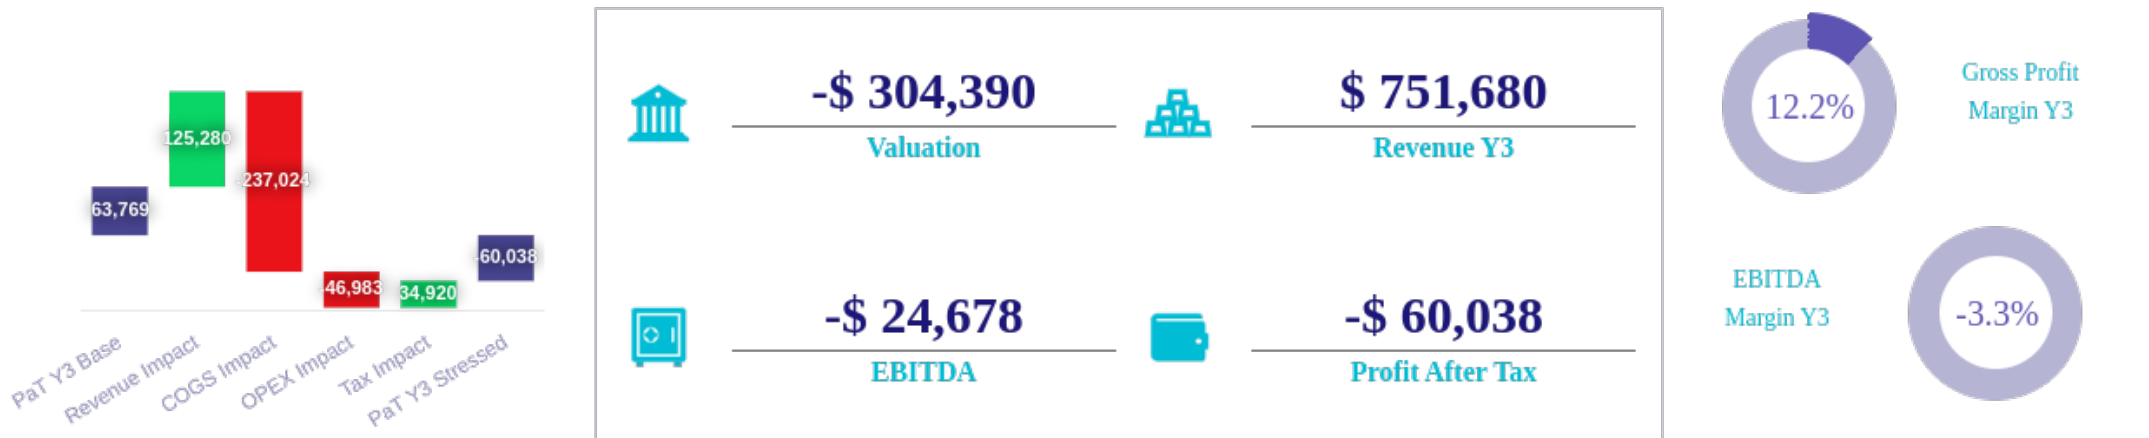 63,769
125,280
-237,024
-46,983
34,920
-60,038
PaT Y3 Base
Revenue Impact
COGS Impact
OPEX Impact
Tax Impact
PaT Y3 Stressed
-$ 304,390
Valuation
$ 751,680
Revenue Y3
-$ 24,678
EBITDA
-$ 60,038
Profit After Tax
12.2%
Gross Profit
Margin Y3
EBITDA
Margin Y3
-3.3%